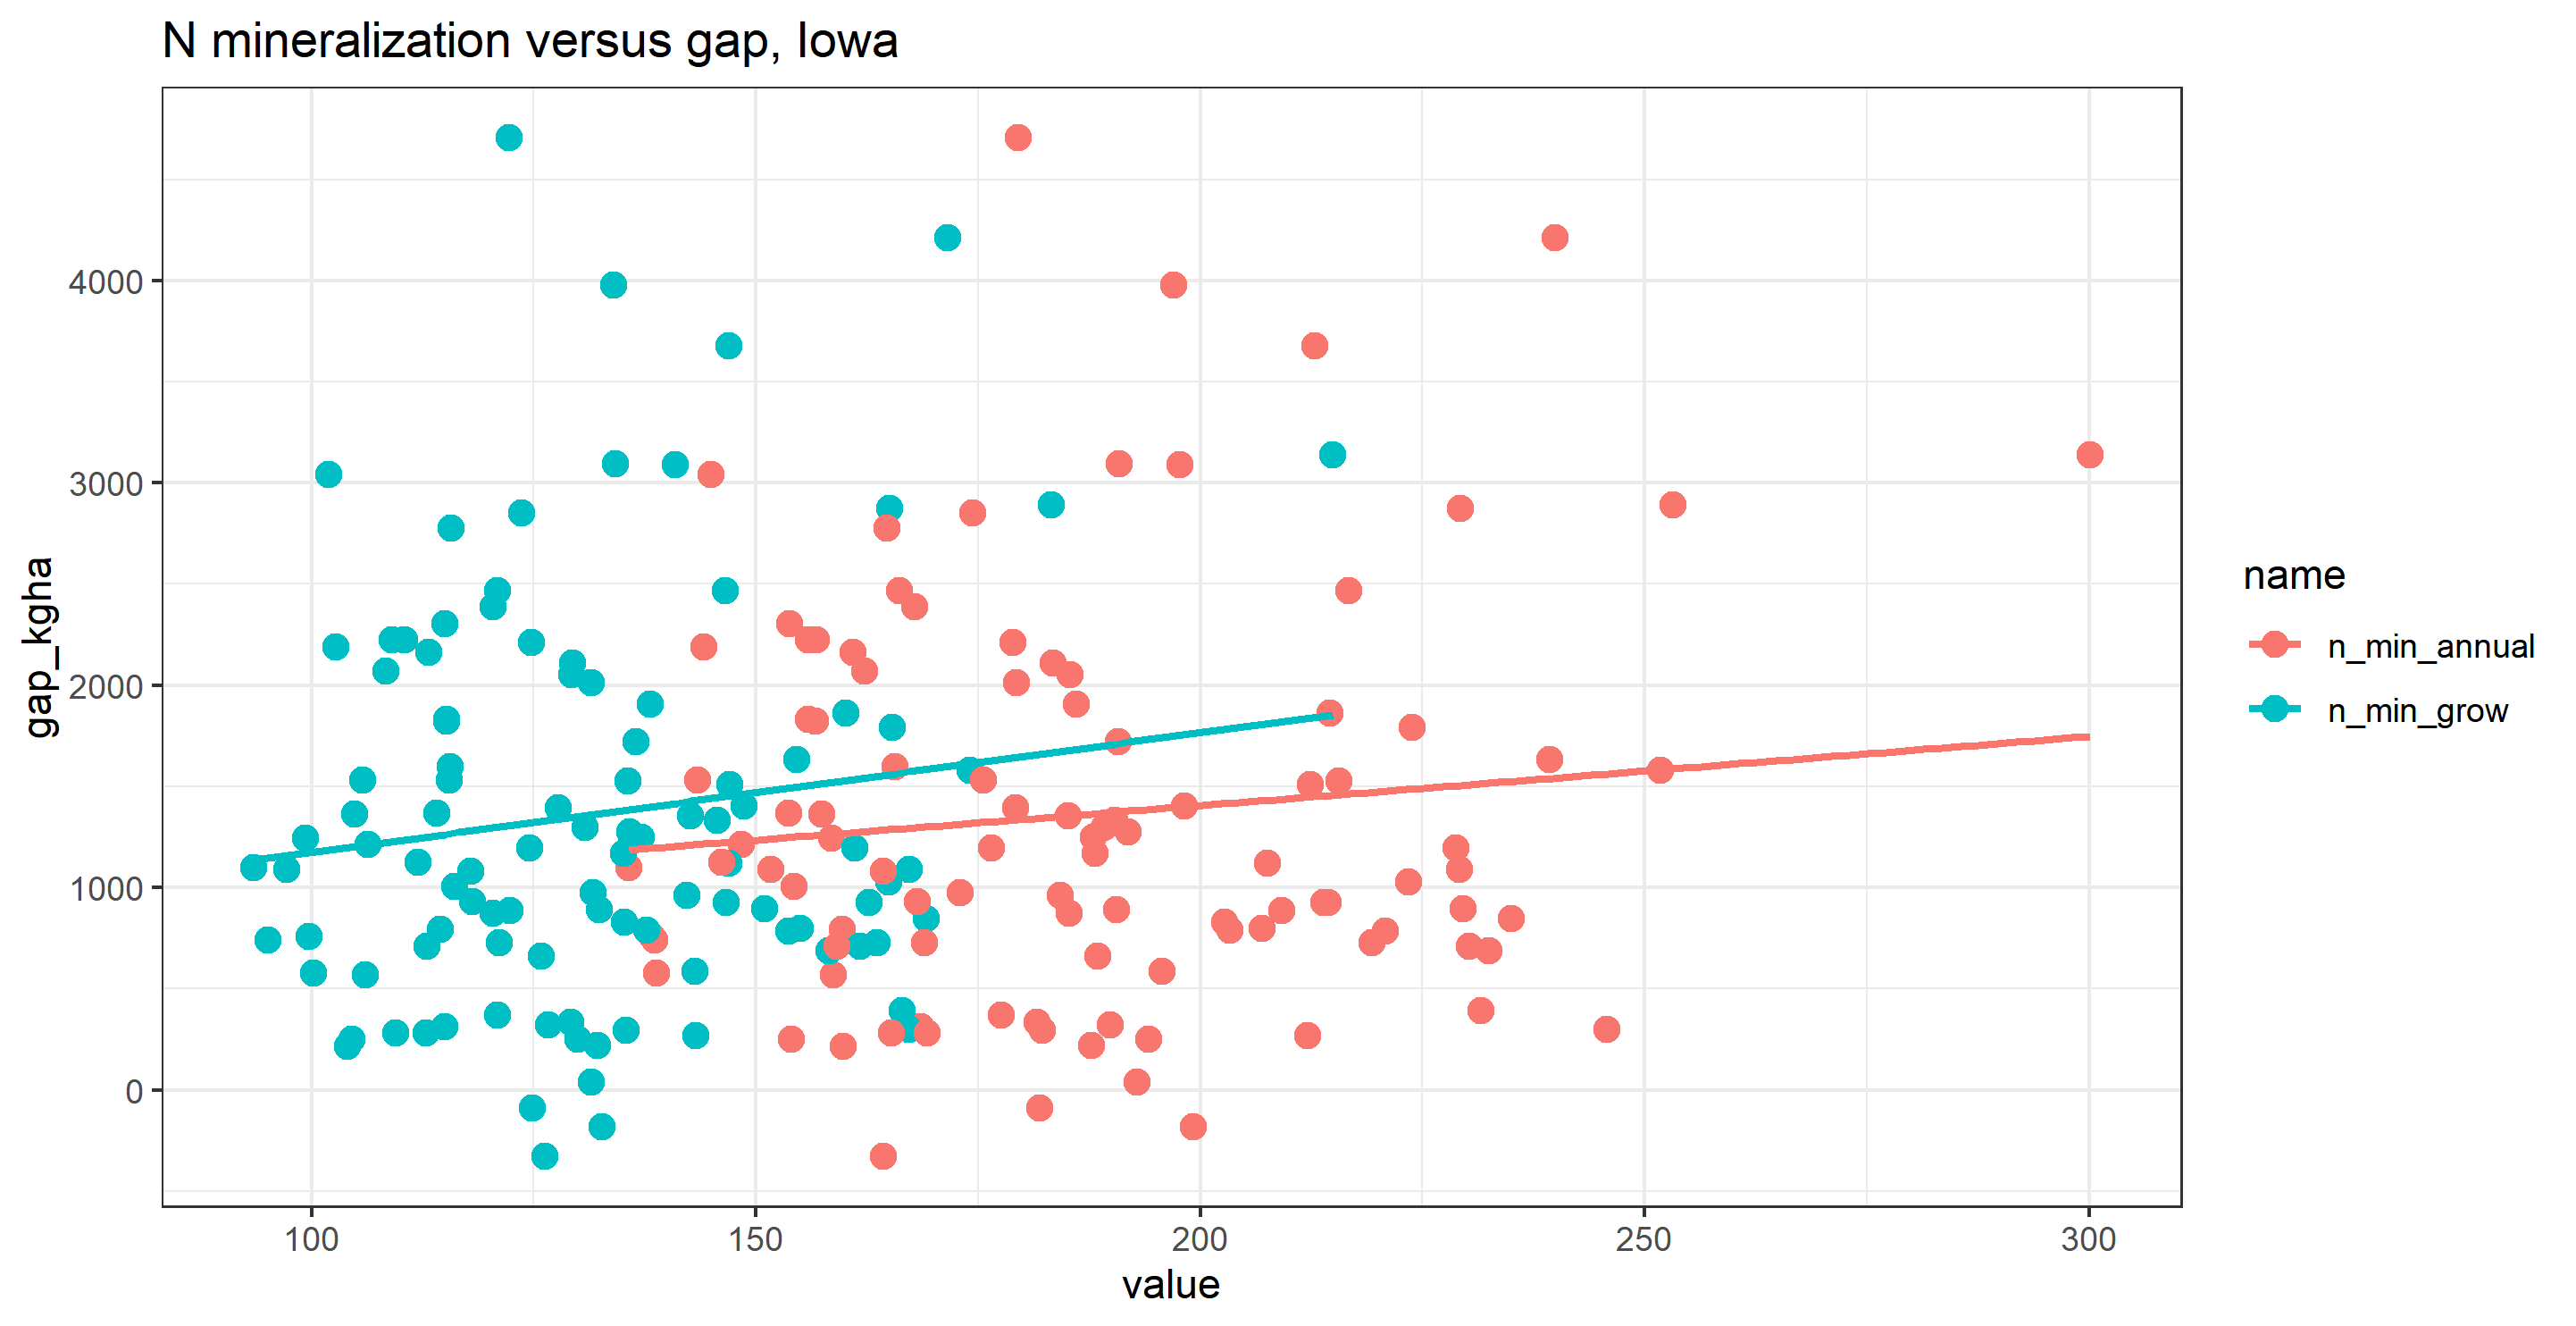 N mineralization versus gap, Iowa
gap_kgha
4000
3000
2000
1000
0
100 150 200 250 300
value
name
n_min_annual
n_min_grow